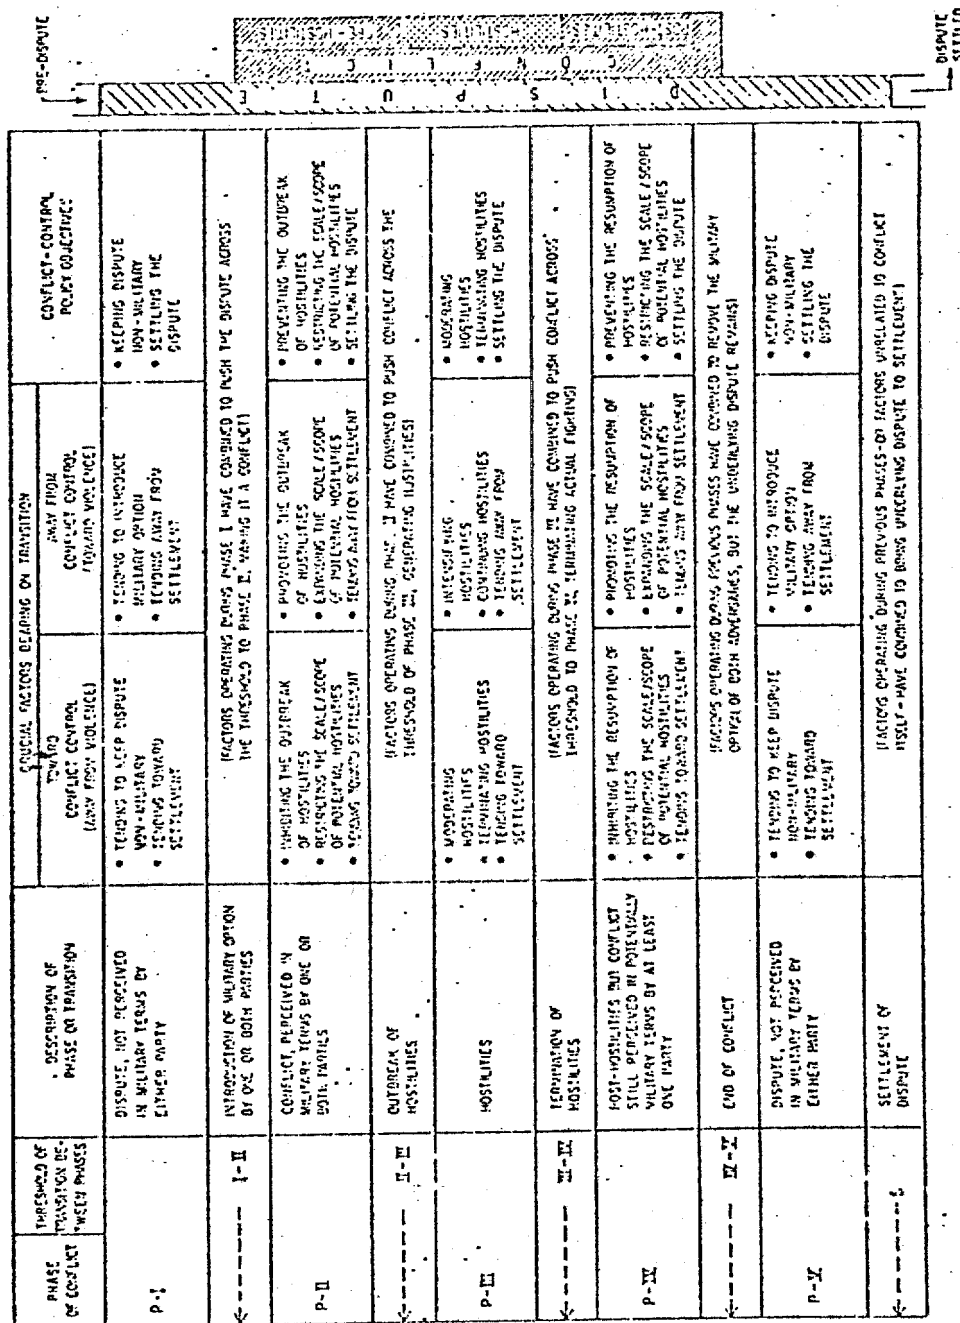 PHASE
OF CONFLICT
THRESHOLD OF
TRANSITION BE-
TWEEN PHASES
DESCRIPTION OF
PHASE OR TRANSITION
CRUCIAL FACTORS BEARING ON TRANSITION
TOWARD
CONFLICT CONTROL
(AWAY FROM VIOLENCE)
AWAY FROM
CONFLICT CONTROL
(TOWARD VIOLENCE)
CONFLICT-CONTROL
POLICY OBJECTIVES
P-I
DISPUTE, NOT PERCEIVED
IN MILITARY TERMS BY
EITHER PARTY
• TENDING TO KEEP DISPUTE
NON-MILITARY
• TENDING TOWARD
SETTLEMENT
• TENDING TO INTRODUCE
MILITARY OPTION
• TENDING AWAY FROM
SETTLEMENT
• KEEPING DISPUTE
NON-MILITARY
• SETTLING THE
DISPUTE
I-II
INTRODUCTION OF MILITARY OPTION
BY ONE OR BOTH PARTIES
(FACTORS OPERATING DURING PHASE I HAVE COMBINED TO PUSH THE DISPUTE ACROSS
THE THRESHOLD TO PHASE II, MAKING IT A CONFLICT)
P-II
CONFLICT, PERCEIVED IN
MILITARY TERMS BY ONE OR
BOTH PARTIES
• INHIBITING THE OUTBREAK
OF HOSTILITIES
• RESTRICTING THE SCALE/SCOPE
OF POTENTIAL HOSTILITIES
• TENDING TOWARD SETTLEMENT
• PROMOTING THE OUTBREAK
OF HOSTILITIES
• EXPANDING THE SCALE/SCOPE
OF POTENTIAL HOSTILITIES
• TENDING AWAY FROM SETTLEMENT
• PREVENTING THE OUTBREAK
OF HOSTILITIES
• RESTRICTING THE SCALE/SCOPE
OF POTENTIAL HOSTILITIES
• SETTLING THE DISPUTE
II-III
OUTBREAK OF
HOSTILITIES
(FACTORS OPERATING DURING PHASE II HAVE COMBINED TO PUSH CONFLICT ACROSS THE
THRESHOLD OF PHASE III, GENERATING HOSTILITIES)
P-III
HOSTILITIES
• MODERATING
HOSTILITIES
• TERMINATING HOSTILITIES
• TENDING TOWARD
SETTLEMENT
• INTENSIFYING
HOSTILITIES
• CONTINUING HOSTILITIES
• TENDING AWAY FROM
SETTLEMENT
• MODERATING
HOSTILITIES
• TERMINATING HOSTILITIES
• SETTLING THE DISPUTE
III-IV
TERMINATION OF
HOSTILITIES
(FACTORS OPERATING DURING PHASE III HAVE COMBINED TO PUSH CONFLICT ACROSS
THRESHOLD TO PHASE IV, TERMINATING ACTUAL FIGHTING)
P-IV
POST-HOSTILITIES BUT CONFLICT
STILL PERCEIVED IN POTENTIALLY
MILITARY TERMS BY AT LEAST
ONE PARTY
• INHIBITING THE RESUMPTION OF
HOSTILITIES
• RESTRICTING THE SCALE/SCOPE
OF POTENTIAL HOSTILITIES
• TENDING TOWARD SETTLEMENT
• PROMOTING THE RESUMPTION OF
HOSTILITIES
• EXPANDING THE SCALE/SCOPE
OF POTENTIAL HOSTILITIES
• TENDING AWAY FROM SETTLEMENT
• PREVENTING THE RESUMPTION OF
HOSTILITIES
• RESTRICTING THE SCALE/SCOPE
OF POTENTIAL HOSTILITIES
• SETTLING THE DISPUTE
IV-V
END OF CONFLICT
(FACTORS OPERATING DURING PREVIOUS PHASES HAVE COMBINED TO REMOVE THE MILITARY
OPTION OF BOTH ADVERSARIES, BUT THE UNDERLYING DISPUTE REMAINS)
P-V
DISPUTE, NOT PERCEIVED
IN MILITARY TERMS BY
EITHER PARTY
• TENDING TO KEEP DISPUTE
NON-MILITARY
• TENDING TOWARD
SETTLEMENT
• TENDING TO INTRODUCE
MILITARY OPTION
• TENDING AWAY FROM
SETTLEMENT
• KEEPING DISPUTE
NON-MILITARY
• SETTLING THE
DISPUTE
SETTLEMENT OF
DISPUTE
(FACTORS OPERATING DURING PREVIOUS PHASES-OR FACTORS UNRELATED TO CONFLICT
ITSELF-HAVE COMBINED TO BRING UNDERLYING DISPUTE TO SETTLEMENT)
PRE-DISPUTE
DISPUTE
CONFLICT
PRE-HOSTILITIES
HOSTILITIES
POST-HOSTILITIES
DISPUTE
SETTLED